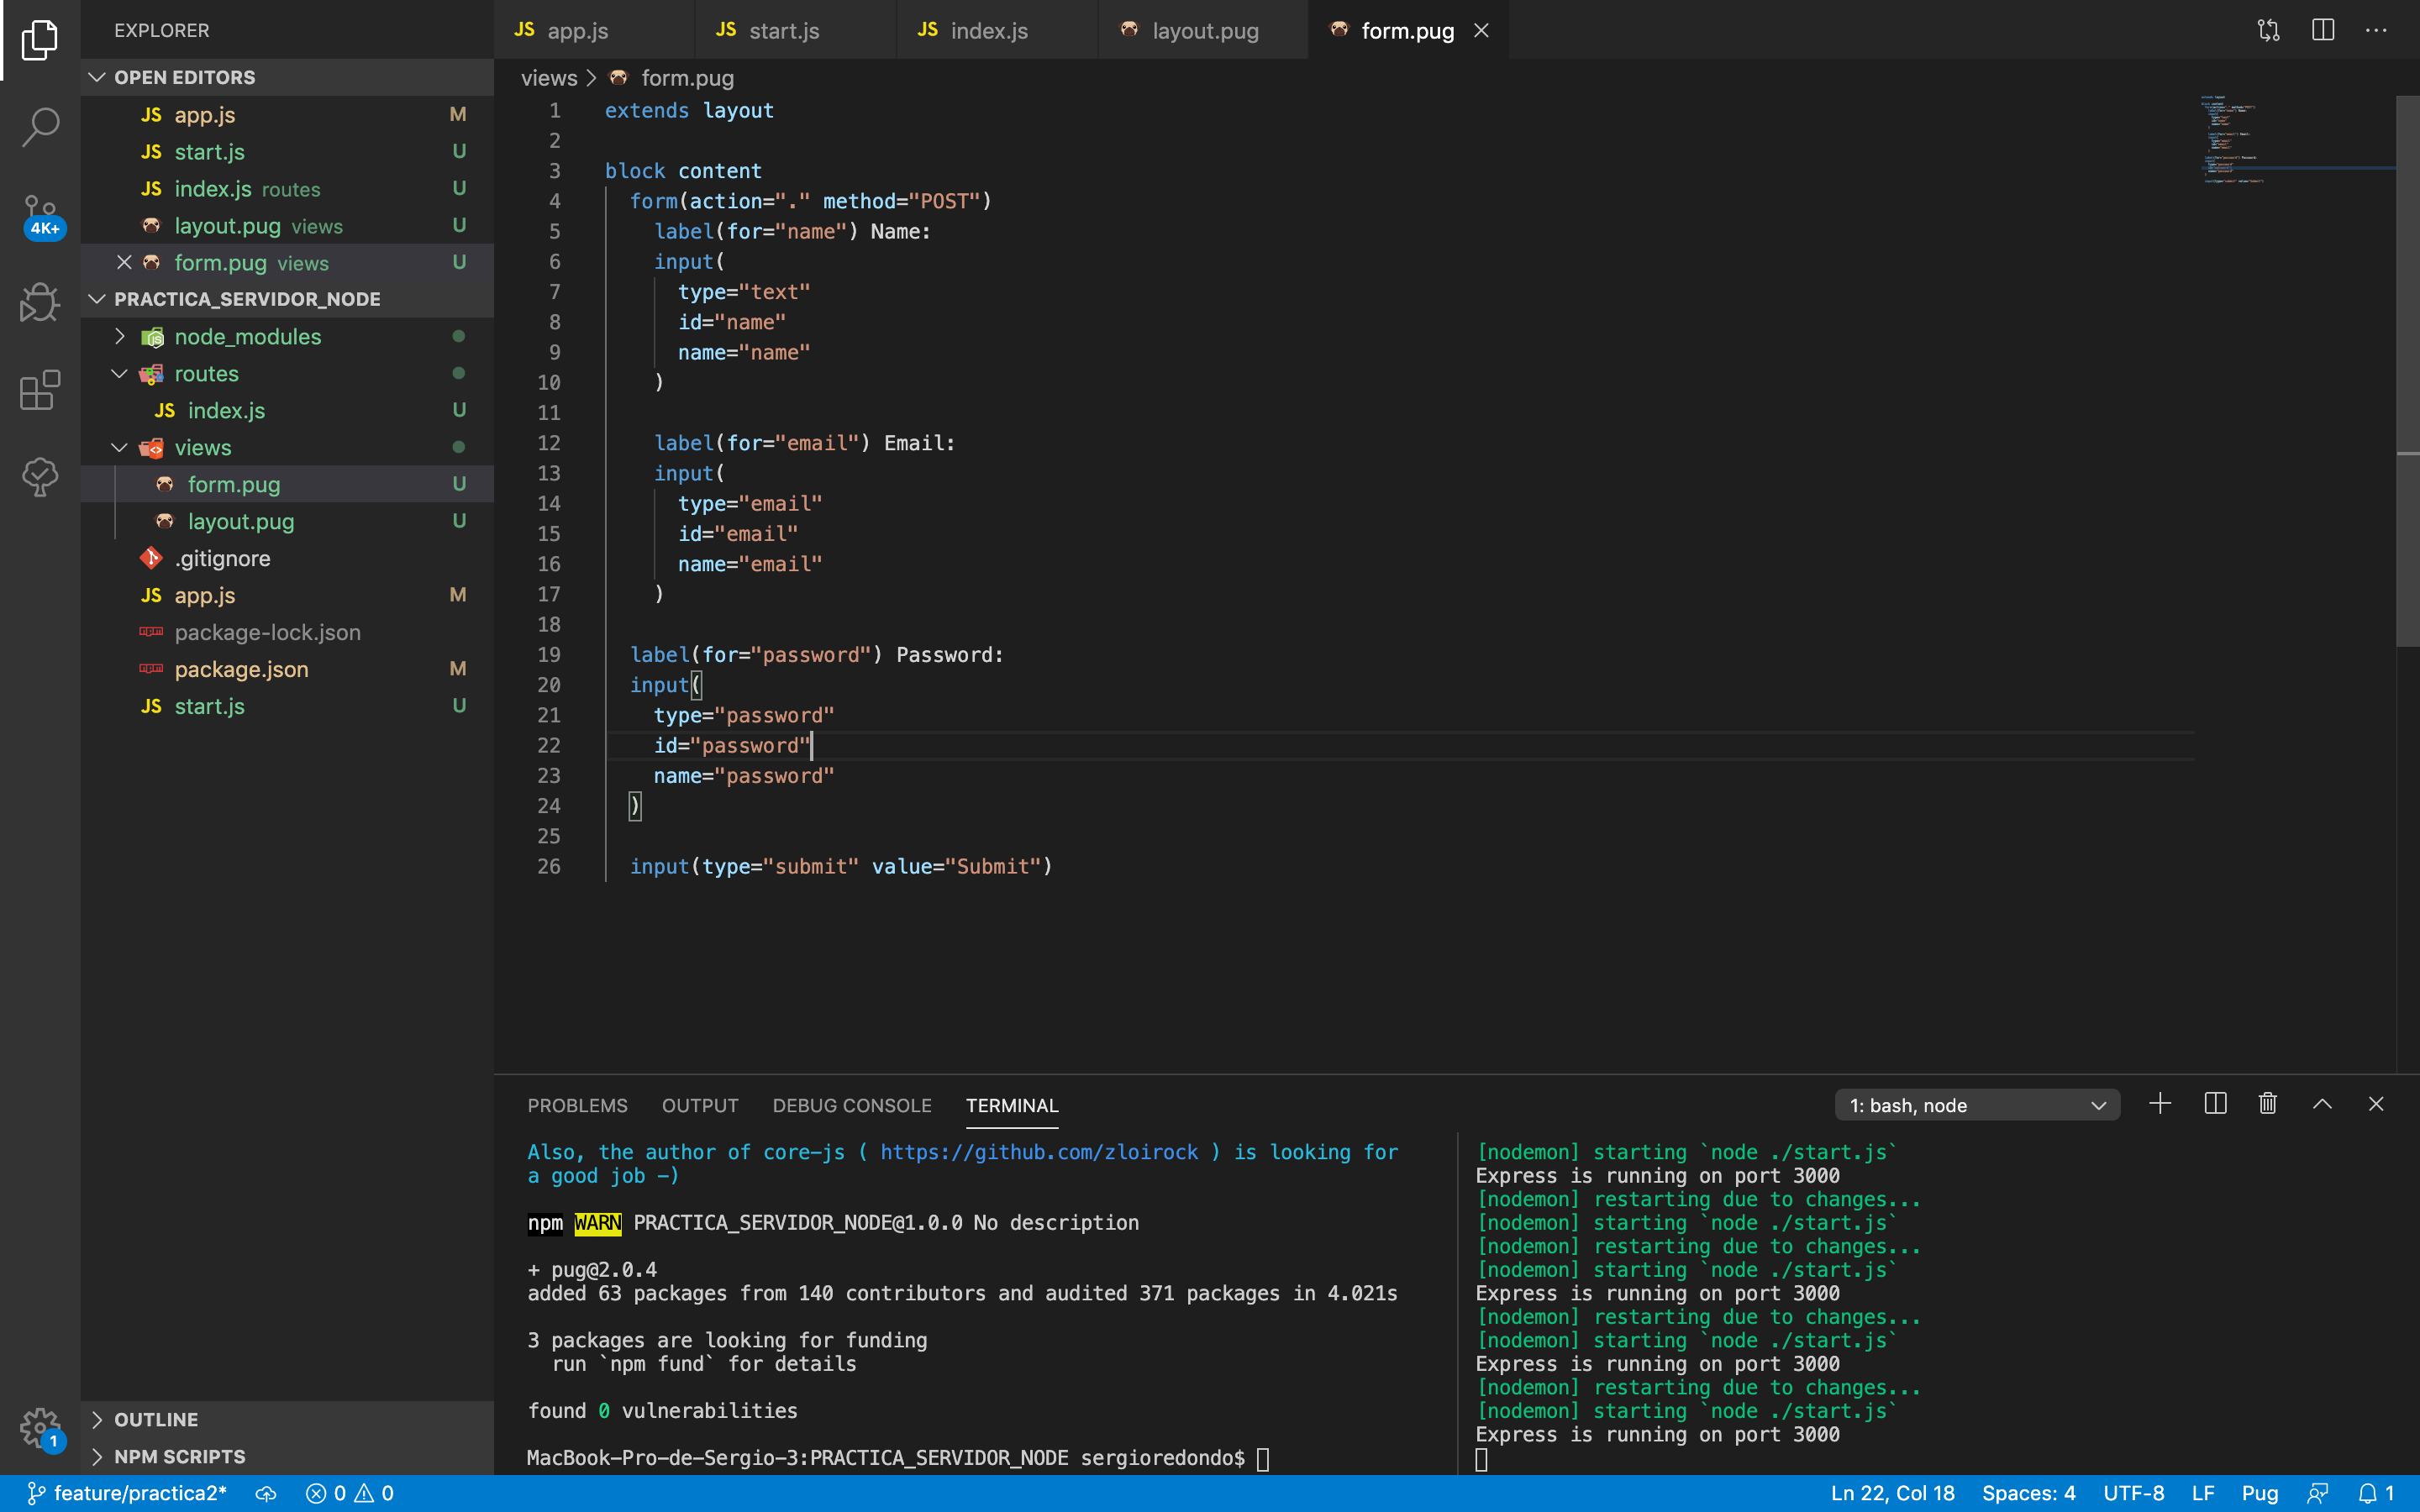 EXPLORER
OPEN EDITORS
JS app.js M
JS start.js U
JS index.js routes U
layout.pug views U
form.pug views U
PRACTICA_SERVIDOR_NODE
node_modules
routes
JS index.js U
views
form.pug U
layout.pug U
.gitignore
JS app.js M
package-lock.json
package.json M
JS start.js U
OUTLINE
NPM SCRIPTS
4K+
1
JS app.js
JS start.js
JS index.js
layout.pug
form.pug
views > form.pug
1 extends layout
2
3 block content
4 form(action="." method="POST")
5 label(for="name") Name:
6 input(
7 type="text"
8 id="name"
9 name="name"
10 )
11
12 label(for="email") Email:
13 input(
14 type="email"
15 id="email"
16 name="email"
17 )
18
19 label(for="password") Password:
20 input(
21 type="password"
22 id="password"
23 name="password"
24 )
25
26 input(type="submit" value="Submit")
PROBLEMS OUTPUT DEBUG CONSOLE TERMINAL
1: bash, node
Also, the author of core-js ( https://github.com/zloirock ) is looking for
a good job -)
npm WARN PRACTICA_SERVIDOR_NODE@1.0.0 No description
+ pug@2.0.4
added 63 packages from 140 contributors and audited 371 packages in 4.021s
3 packages are looking for funding
run `npm fund` for details
found 0 vulnerabilities
MacBook-Pro-de-Sergio-3:PRACTICA_SERVIDOR_NODE sergioredondo$
[nodemon] starting `node ./start.js`
Express is running on port 3000
[nodemon] restarting due to changes...
[nodemon] starting `node ./start.js`
[nodemon] restarting due to changes...
[nodemon] starting `node ./start.js`
Express is running on port 3000
[nodemon] restarting due to changes...
[nodemon] starting `node ./start.js`
Express is running on port 3000
[nodemon] restarting due to changes...
[nodemon] starting `node ./start.js`
Express is running on port 3000
feature/practica2* 0 0
Ln 22, Col 18 Spaces: 4 UTF-8 LF Pug 1